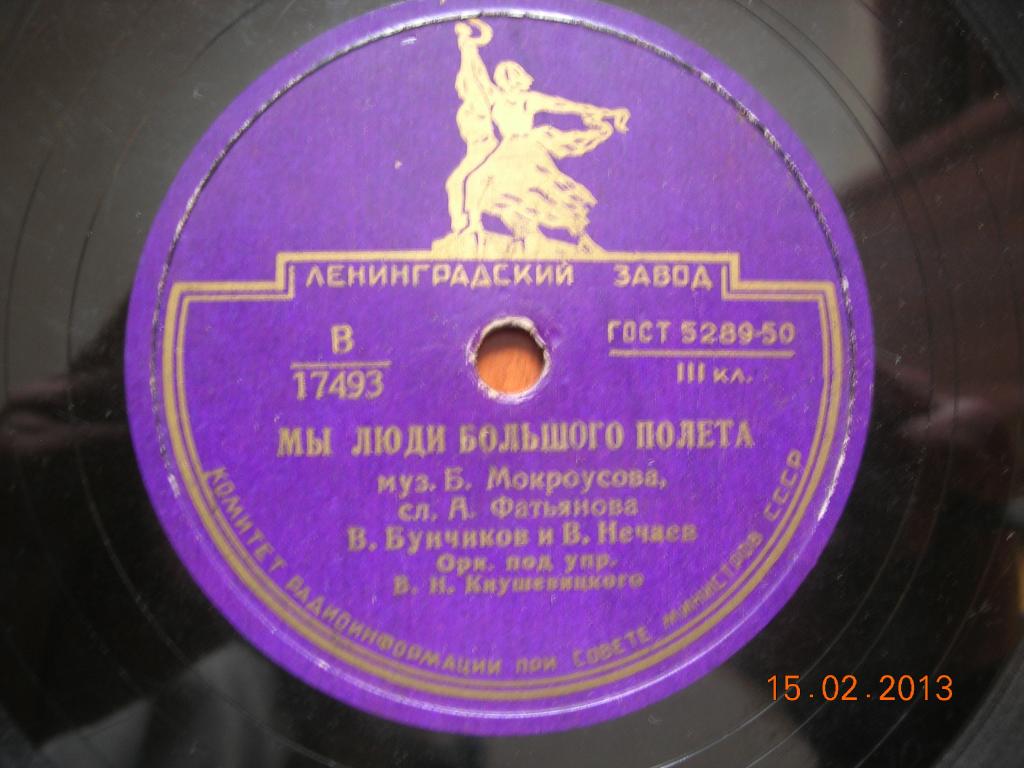 ЛЕНИНГРАДСКИЙ ЗАВОД
В
17493
ГОСТ 5289-50
III кл.
МЫ ЛЮДИ БОЛЬШОГО ПОЛЕТА
муз. Б. Мокроусова,
сл. А. Фатьянова
В. Бунчиков и В. Нечаев
Орк. под упр.
В. Н. Кнушевицкого
КОМИТЕТ РАДИОИНФОРМАЦИИ ПРИ СОВЕТЕ МИНИСТРОВ СССР
15.02.2013